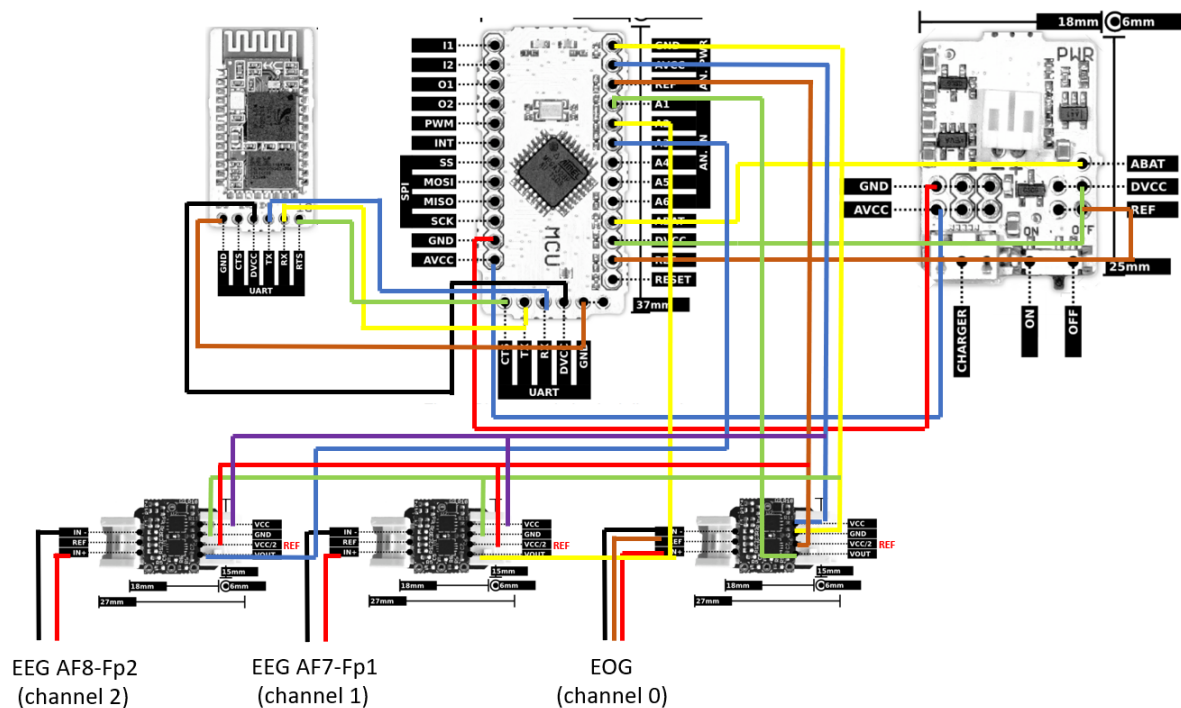 18mm
6mm
25mm
PWR
ABAT
DVCC
REF
GND
AVCC
ON
OFF
CHARGER
ON
OFF
I1
I2
O1
O2
PWM
INT
SS
MOSI
MISO
SCK
GND
AVCC
SPI
GND
AVCC
REF
A1
A4
A5
A6
DVCC
RESET
AN. PWR
MCU
37mm
CTS
DVCC
GND
UART
GND
CTS
DVCC
TX
RX
RTS
UART
IN -
REF
IN+
VCC
GND
VCC/2
REF
VOUT
15mm
18mm
6mm
27mm
IN -
REF
IN+
VCC
GND
VCC/2
REF
VOUT
15mm
18mm
6mm
27mm
IN -
REF
IN+
VCC
GND
VCC/2
REF
VOUT
15mm
18mm
6mm
27mm
EEG AF8-Fp2
(channel 2)
EEG AF7-Fp1
(channel 1)
EOG
(channel 0)